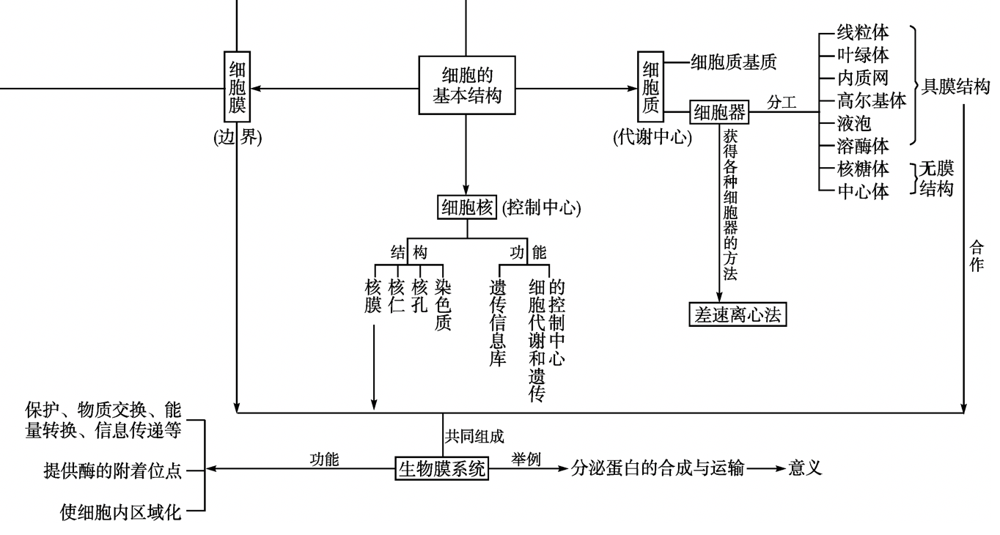 细胞膜
(边界)
细胞的
基本结构
细胞质
(代谢中心)
细胞质基质
细胞器
分工
线粒体
叶绿体
内质网
高尔基体
液泡
溶酶体
核糖体
中心体
具膜结构
无膜
结构
获得各种细胞器的方法
差速离心法
合作
细胞核
(控制中心)
结构
核膜
核仁
核孔
染色质
功能
遗传信息库
细胞代谢和遗传
的控制中心
共同组成
生物膜系统
功能
保护、物质交换、能
量转换、信息传递等
提供酶的附着位点
使细胞内区域化
举例
分泌蛋白的合成与运输
意义